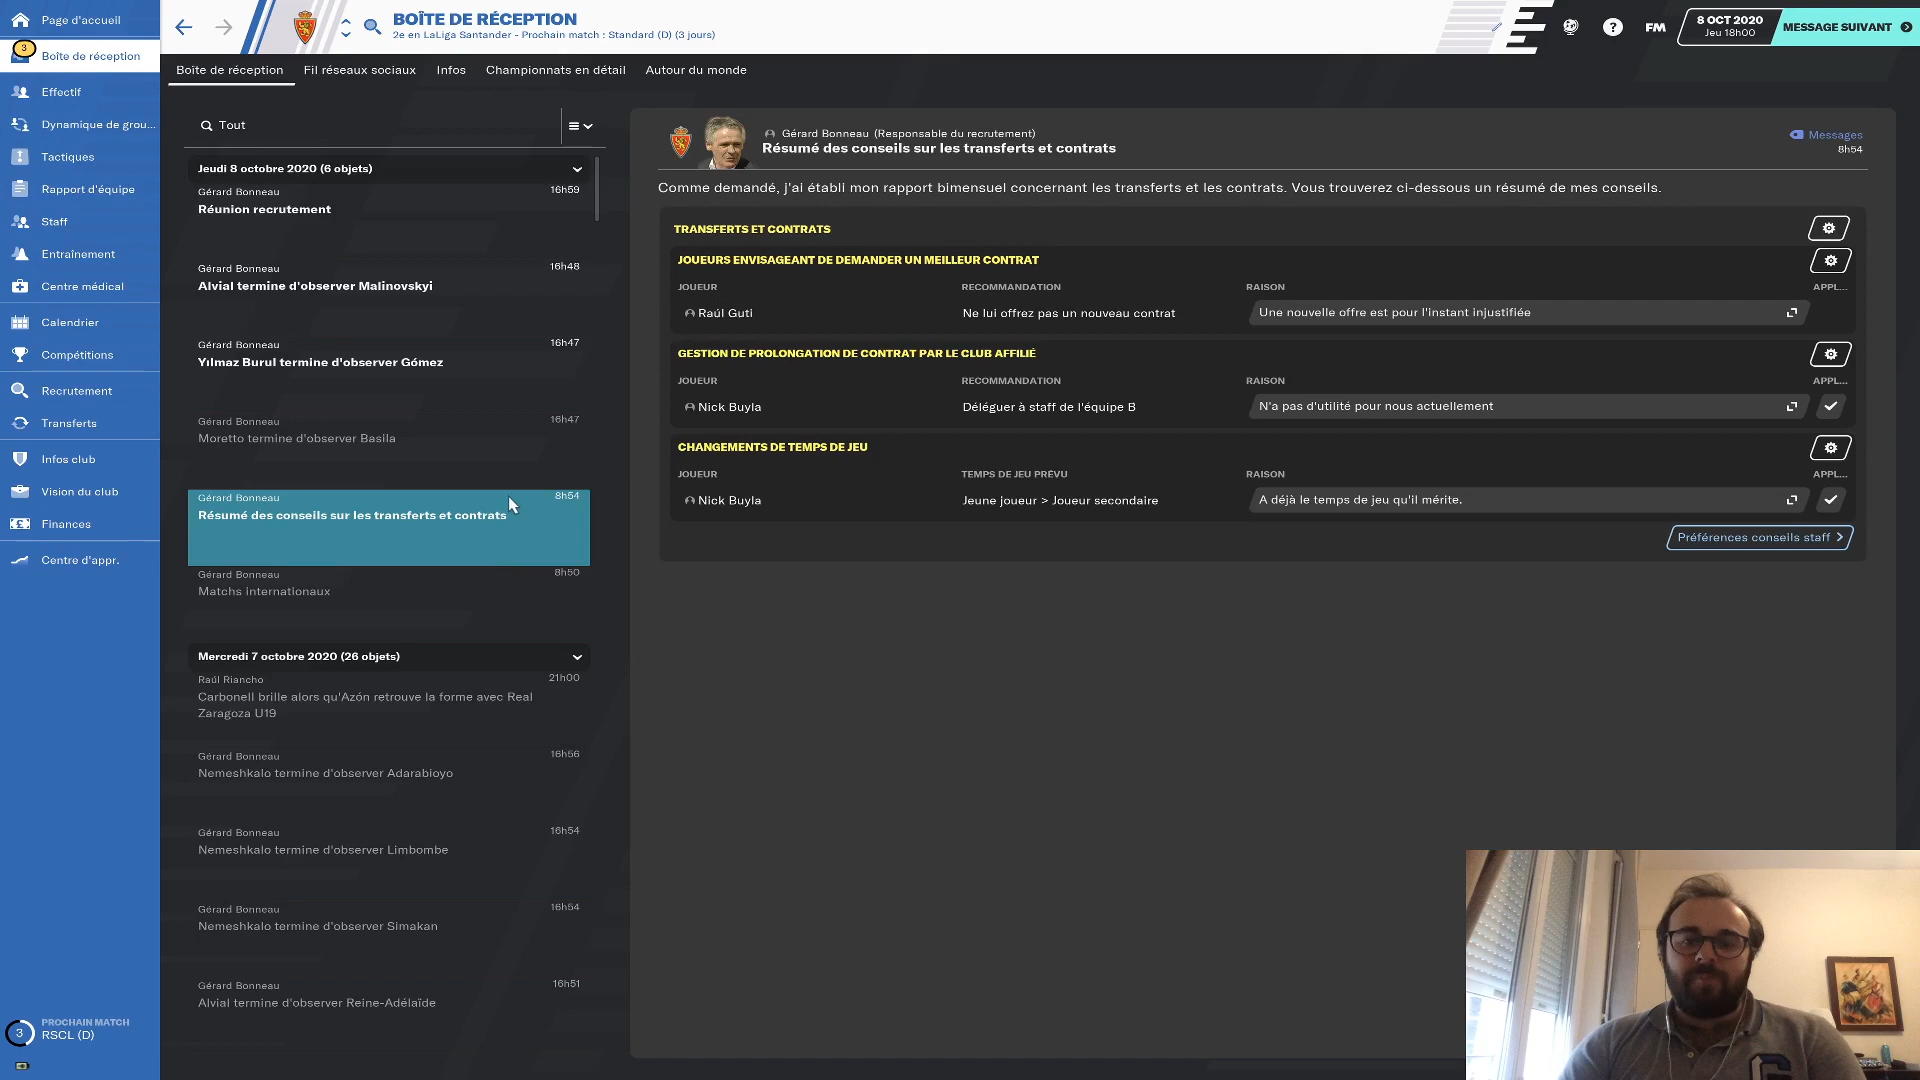 Page d'accueil
3
Boîte de réception
Effectif
Dynamique de grou...
Tactiques
Rapport d'équipe
Staff
Entraînement
Centre médical
Calendrier
Compétitions
Recrutement
Transferts
Infos club
Vision du club
Finances
Centre d'appr.
3
PROCHAIN MATCH
RSCL (D)
BOÎTE DE RÉCEPTION
2e en LaLiga Santander - Prochain match : Standard (D) (3 jours)
FM
8 OCT 2020
Jeu 18h00
MESSAGE SUIVANT
Boîte de réception
Fil réseaux sociaux
Infos
Championnats en détail
Autour du monde
Tout
Jeudi 8 octobre 2020 (6 objets)
Gérard Bonneau 16h59
Réunion recrutement
Gérard Bonneau 16h48
Alvial termine d'observer Malinovskyi
Gérard Bonneau 16h47
Yılmaz Burul termine d'observer Gómez
Gérard Bonneau 16h47
Moretto termine d'observer Basila
Gérard Bonneau 8h54
Résumé des conseils sur les transferts et contrats
Gérard Bonneau 8h50
Matchs internationaux
Mercredi 7 octobre 2020 (26 objets)
Raúl Riancho 21h00
Carbonell brille alors qu'Azón retrouve la forme avec Real
Zaragoza U19
Gérard Bonneau 16h56
Nemeshkalo termine d'observer Adarabioyo
Gérard Bonneau 16h54
Nemeshkalo termine d'observer Limbombe
Gérard Bonneau 16h54
Nemeshkalo termine d'observer Simakan
Gérard Bonneau 16h51
Alvial termine d'observer Reine-Adélaïde
Gérard Bonneau (Responsable du recrutement)
Résumé des conseils sur les transferts et contrats
Messages
8h54
Comme demandé, j'ai établi mon rapport bimensuel concernant les transferts et les contrats. Vous trouverez ci-dessous un résumé de mes conseils.
TRANSFERTS ET CONTRATS
JOUEURS ENVISAGEANT DE DEMANDER UN MEILLEUR CONTRAT
JOUEUR RECOMMANDATION RAISON APPL...
Raúl Guti Ne lui offrez pas un nouveau contrat Une nouvelle offre est pour l'instant injustifiée
GESTION DE PROLONGATION DE CONTRAT PAR LE CLUB AFFILIÉ
JOUEUR RECOMMANDATION RAISON APPL...
Nick Buyla Déléguer à staff de l'équipe B N'a pas d'utilité pour nous actuellement
CHANGEMENTS DE TEMPS DE JEU
JOUEUR TEMPS DE JEU PRÉVU RAISON APPL...
Nick Buyla Jeune joueur > Joueur secondaire A déjà le temps de jeu qu'il mérite.
Préférences conseils staff